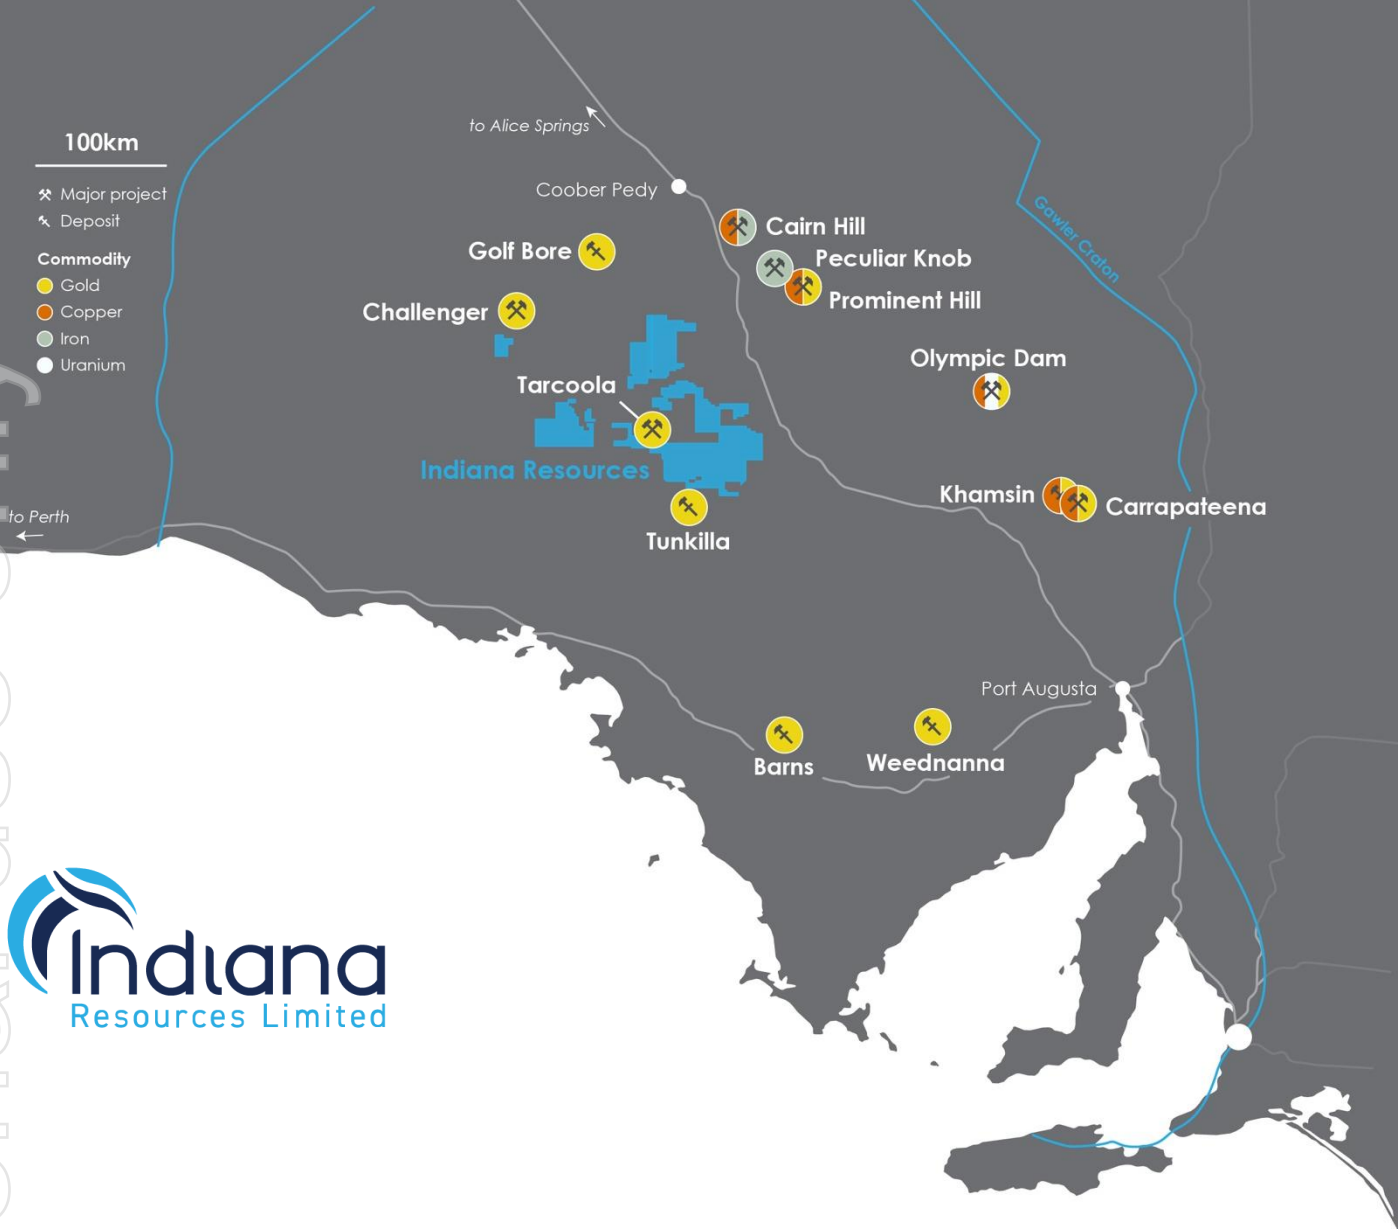 100km
Major project
Deposit
Commodity
Gold
Copper
Iron
Uranium
to Alice Springs
Coober Pedy
Cairn Hill
Golf Bore
Peculiar Knob
Prominent Hill
Challenger
Gawler Craton
Olympic Dam
Tarcoola
Indiana Resources
Khamsin
Carrapateena
to Perth
Tunkilla
Port Augusta
Barns
Weednanna
Indiana
Resources Limited